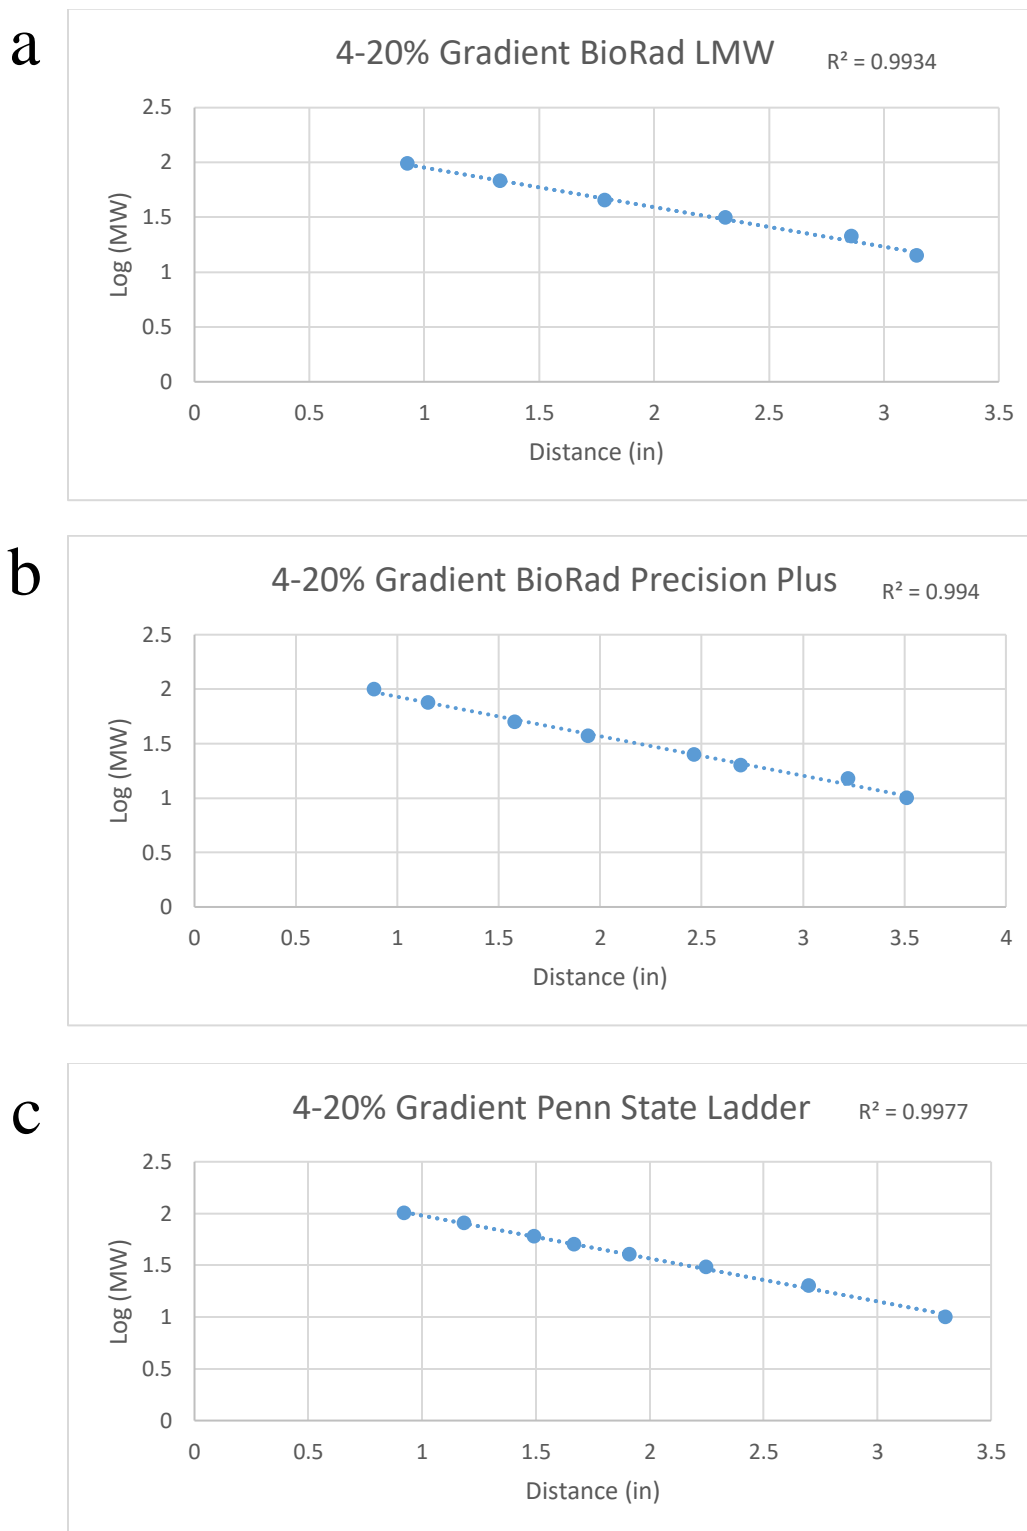 a
4-20% Gradient BioRad LMW
R² = 0.9934
2.5
2
1.5
1
0.5
0
Log (MW)
0 0.5 1 1.5 2 2.5 3 3.5
Distance (in)
b
4-20% Gradient BioRad Precision Plus
R² = 0.994
2.5
2
1.5
1
0.5
0
Log (MW)
0 0.5 1 1.5 2 2.5 3 3.5 4
Distance (in)
c
4-20% Gradient Penn State Ladder
R² = 0.9977
2.5
2
1.5
1
0.5
0
Log (MW)
0 0.5 1 1.5 2 2.5 3 3.5
Distance (in)